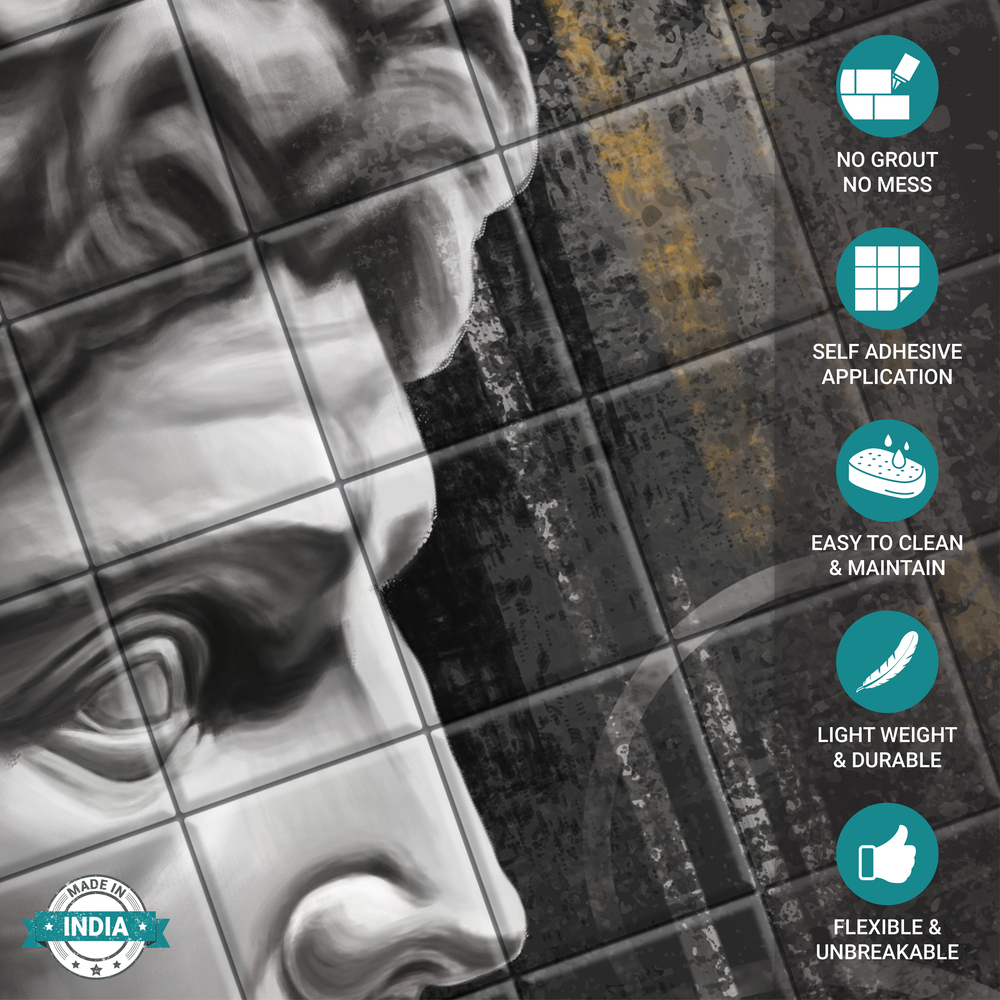 NO GROUT
NO MESS
SELF ADHESIVE
APPLICATION
EASY TO CLEAN
& MAINTAIN
LIGHT WEIGHT
& DURABLE
FLEXIBLE &
UNBREAKABLE
MADE IN
INDIA